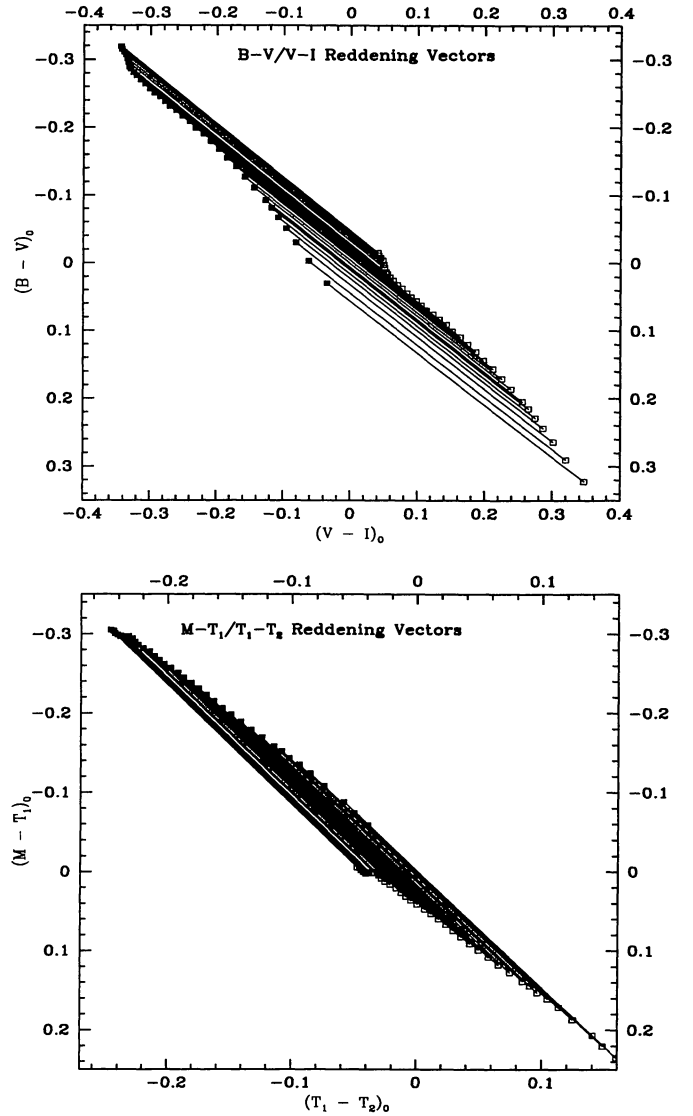 −0.4 −0.3 −0.2 −0.1 0 0.1 0.2 0.3 0.4
B−V/V−I Reddening Vectors
−0.3 −0.3
−0.2 −0.2
−0.1 −0.1
0 0
0.1 0.1
0.2 0.2
0.3 0.3
(B − V)₀
−0.4 −0.3 −0.2 −0.1 0 0.1 0.2 0.3 0.4
(V − I)₀
−0.2 −0.1 0 0.1
M−T₁/T₁−T₂ Reddening Vectors
−0.3 −0.3
−0.2 −0.2
−0.1 −0.1
0 0
0.1 0.1
0.2 0.2
(M − T₁)₀
−0.2 −0.1 0 0.1
(T₁ − T₂)₀